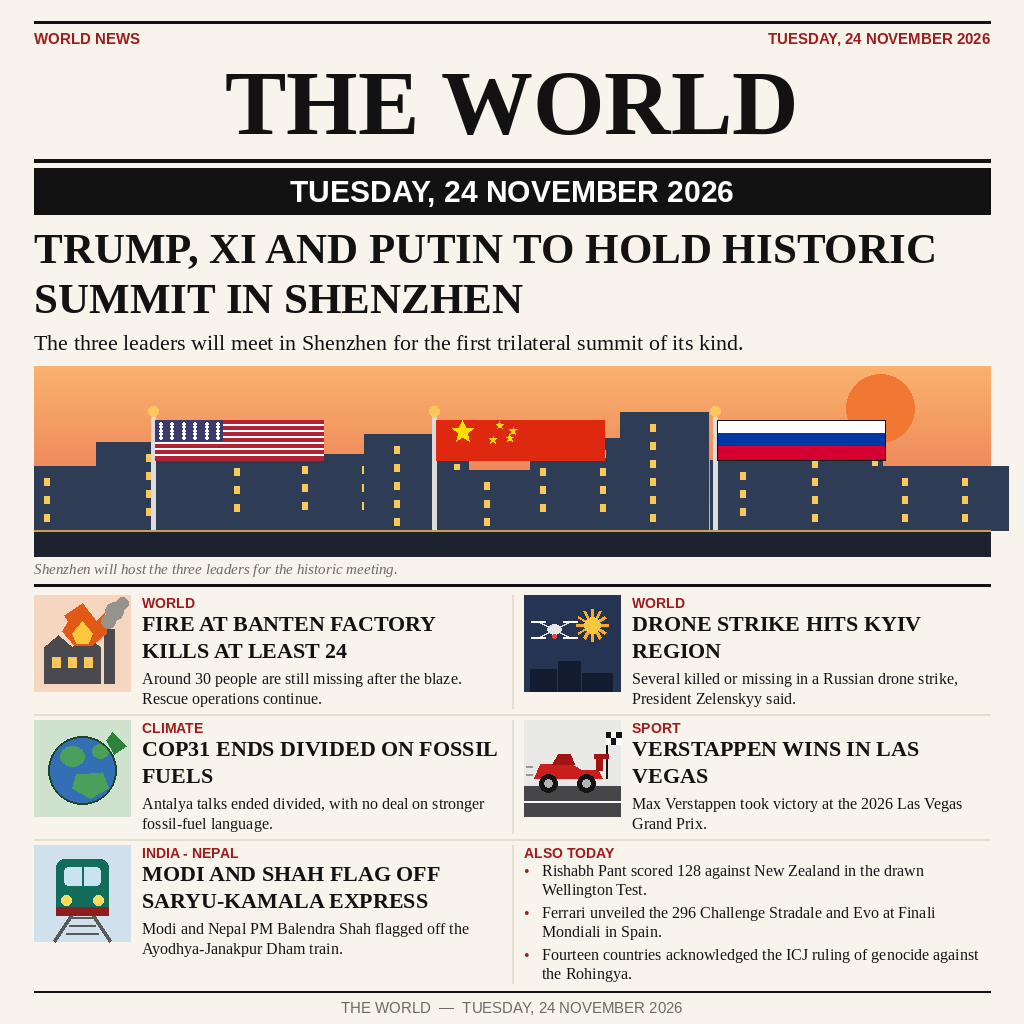 WORLD NEWS
TUESDAY, 24 NOVEMBER 2026
THE WORLD
TUESDAY, 24 NOVEMBER 2026
TRUMP, XI AND PUTIN TO HOLD HISTORIC
SUMMIT IN SHENZHEN
The three leaders will meet in Shenzhen for the first trilateral summit of its kind.
Shenzhen will host the three leaders for the historic meeting.
WORLD
FIRE AT BANTEN FACTORY
KILLS AT LEAST 24
Around 30 people are still missing after the blaze.
Rescue operations continue.
WORLD
DRONE STRIKE HITS KYIV
REGION
Several killed or missing in a Russian drone strike,
President Zelenskyy said.
CLIMATE
COP31 ENDS DIVIDED ON FOSSIL
FUELS
Antalya talks ended divided, with no deal on stronger
fossil-fuel language.
SPORT
VERSTAPPEN WINS IN LAS
VEGAS
Max Verstappen took victory at the 2026 Las Vegas
Grand Prix.
INDIA - NEPAL
MODI AND SHAH FLAG OFF
SARYU-KAMALA EXPRESS
Modi and Nepal PM Balendra Shah flagged off the
Ayodhya-Janakpur Dham train.
ALSO TODAY
• Rishabh Pant scored 128 against New Zealand in the drawn
Wellington Test.
• Ferrari unveiled the 296 Challenge Stradale and Evo at Finali
Mondiali in Spain.
• Fourteen countries acknowledged the ICJ ruling of genocide against
the Rohingya.
THE WORLD — TUESDAY, 24 NOVEMBER 2026